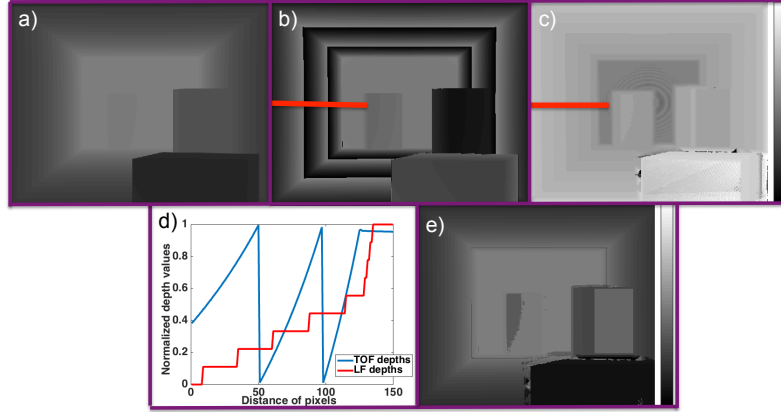 a)
b)
c)
d)
1
0.8
0.6
0.4
0.2
0
Normalized depth values
TOF depths
LF depths
0 50 100 150
Distance of pixels
e)